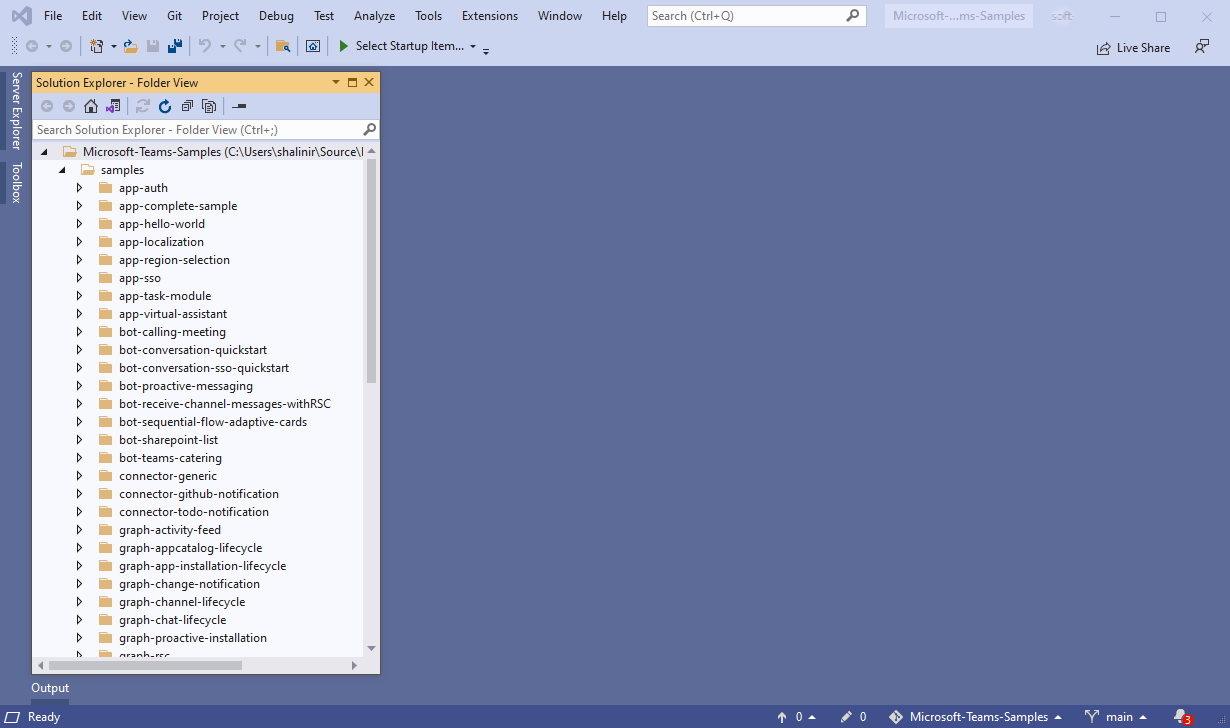 File Edit View Git Project Debug Test Analyze Tools Extensions Window Help Search (Ctrl+Q) Microsoft-...ms-Samples soft-
Select Startup Item... Live Share
Server Explorer
Toolbox
Solution Explorer - Folder View
Search Solution Explorer - Folder View (Ctrl+;)
Microsoft-Teams-Samples (C:\Users\shalinir\Source\
samples
app-auth
app-complete-sample
app-hello-world
app-localization
app-region-selection
app-sso
app-task-module
app-virtual-assistant
bot-calling-meeting
bot-conversation-quickstart
bot-conversation-sso-quickstart
bot-proactive-messaging
bot-receive-channel-messages-withRSC
bot-sequential-flow-adaptive-cards
bot-sharepoint-list
bot-teams-catering
connector-generic
connector-github-notification
connector-todo-notification
graph-activity-feed
graph-appcatalog-lifecycle
graph-app-installation-lifecycle
graph-change-notification
graph-channel-lifecycle
graph-chat-lifecycle
graph-proactive-installation
graph-rsc
Output
Ready 0 0 Microsoft-Teams-Samples main 3